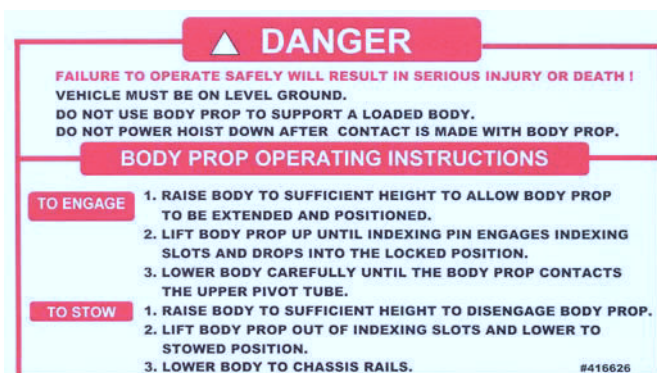 DANGER
FAILURE TO OPERATE SAFELY WILL RESULT IN SERIOUS INJURY OR DEATH !
VEHICLE MUST BE ON LEVEL GROUND.
DO NOT USE BODY PROP TO SUPPORT A LOADED BODY.
DO NOT POWER HOIST DOWN AFTER CONTACT IS MADE WITH BODY PROP.
BODY PROP OPERATING INSTRUCTIONS
TO ENGAGE
1. RAISE BODY TO SUFFICIENT HEIGHT TO ALLOW BODY PROP
TO BE EXTENDED AND POSITIONED.
2. LIFT BODY PROP UP UNTIL INDEXING PIN ENGAGES INDEXING
SLOTS AND DROPS INTO THE LOCKED POSITION.
3. LOWER BODY CAREFULLY UNTIL THE BODY PROP CONTACTS
THE UPPER PIVOT TUBE.
TO STOW
1. RAISE BODY TO SUFFICIENT HEIGHT TO DISENGAGE BODY PROP.
2. LIFT BODY PROP OUT OF INDEXING SLOTS AND LOWER TO
STOWED POSITION.
3. LOWER BODY TO CHASSIS RAILS.
#416626